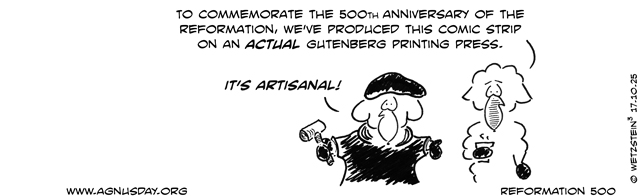 TO COMMEMORATE THE 500TH ANNIVERSARY OF THE
REFORMATION, WE'VE PRODUCED THIS COMIC STRIP
ON AN ACTUAL GUTENBERG PRINTING PRESS.
IT'S ARTISANAL!
WWW.AGNUSDAY.ORG
REFORMATION 500
© WETZSTEIN³ 17.10.25